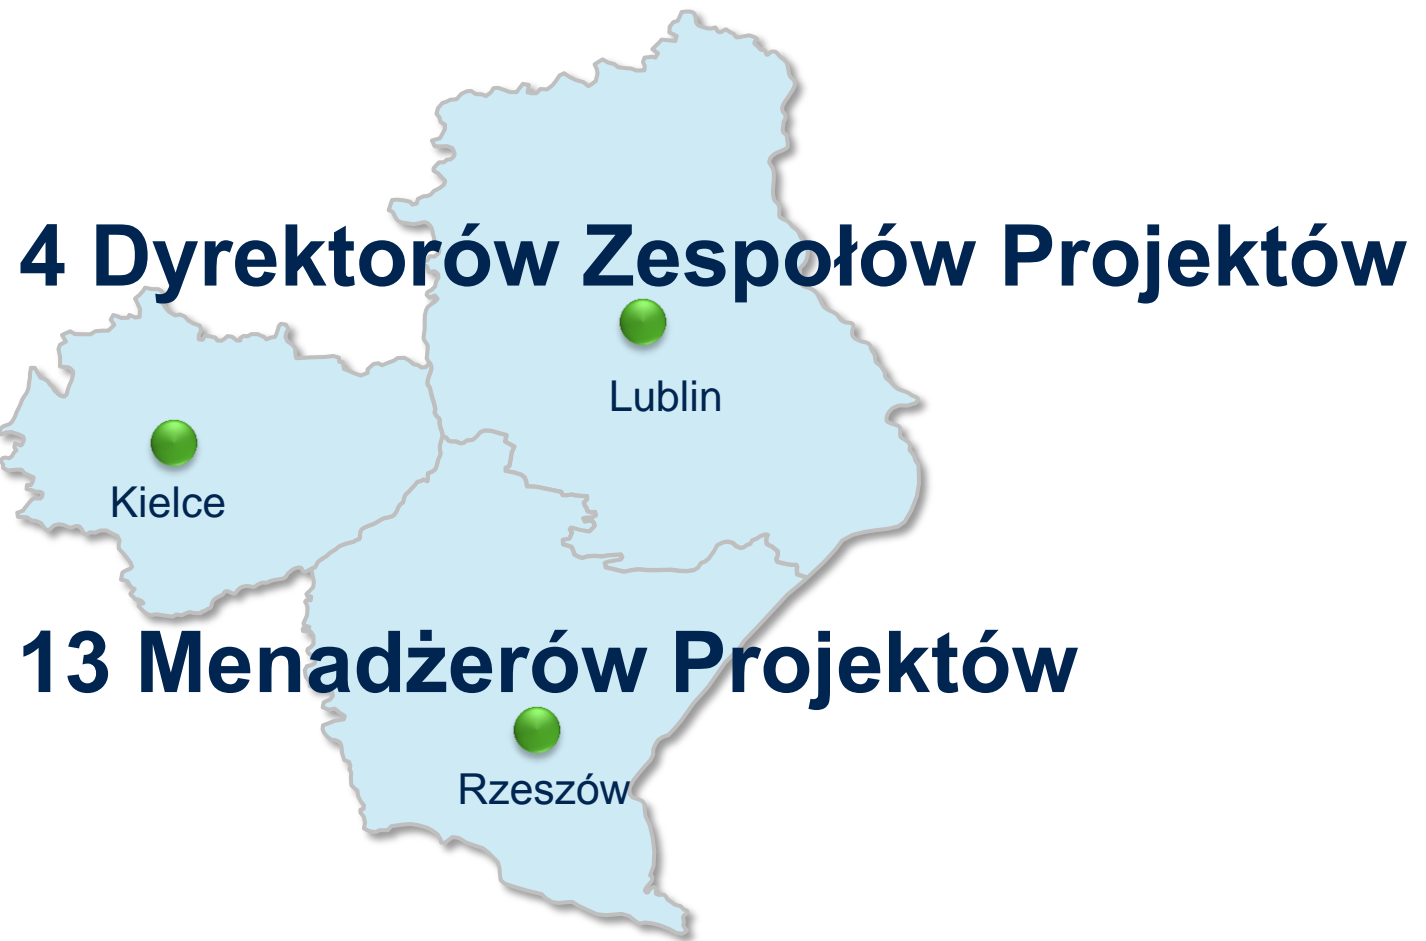 4 Dyrektorów Zespołów Projektów
Lublin
Kielce
13 Menadżerów Projektów
Rzeszów